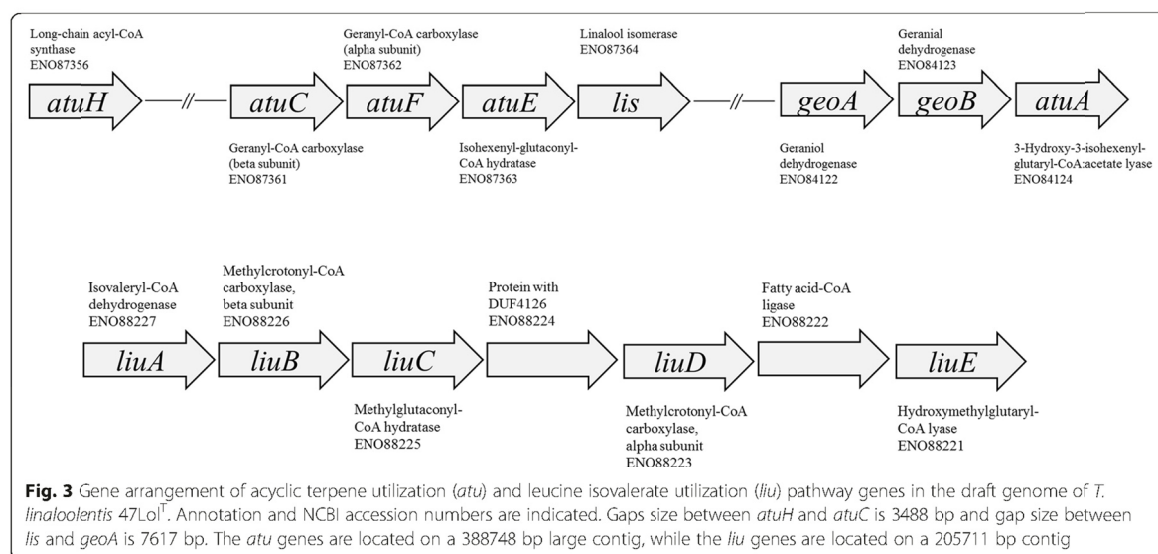 Long-chain acyl-CoA
synthase
ENO87356
Geranyl-CoA carboxylase
(alpha subunit)
ENO87362
Linalool isomerase
ENO87364
Geranial
dehydrogenase
ENO84123
atuH
atuC
atuF
atuE
lis
geoA
geoB
atuA
Geranyl-CoA carboxylase
(beta subunit)
ENO87361
Isohexenyl-glutaconyl-
CoA hydratase
ENO87363
Geraniol
dehydrogenase
ENO84122
3-Hydroxy-3-isohexenyl-
glutaryl-CoA:acetate lyase
ENO84124
Isovaleryl-CoA
dehydrogenase
ENO88227
Methylcrotonyl-CoA
carboxylase,
beta subunit
ENO88226
Protein with
DUF4126
ENO88224
Fatty acid-CoA
ligase
ENO88222
liuA
liuB
liuC
liuD
liuE
Methylglutaconyl-
CoA hydratase
ENO88225
Methylcrotonyl-CoA
carboxylase,
alpha subunit
ENO88223
Hydroxymethylglutaryl-
CoA lyase
ENO88221
Fig. 3 Gene arrangement of acyclic terpene utilization (atu) and leucine isovalerate utilization (liu) pathway genes in the draft genome of T.
linaloolentis 47Lolᵀ. Annotation and NCBI accession numbers are indicated. Gaps size between atuH and atuC is 3488 bp and gap size between
lis and geoA is 7617 bp. The atu genes are located on a 388748 bp large contig, while the liu genes are located on a 205711 bp contig